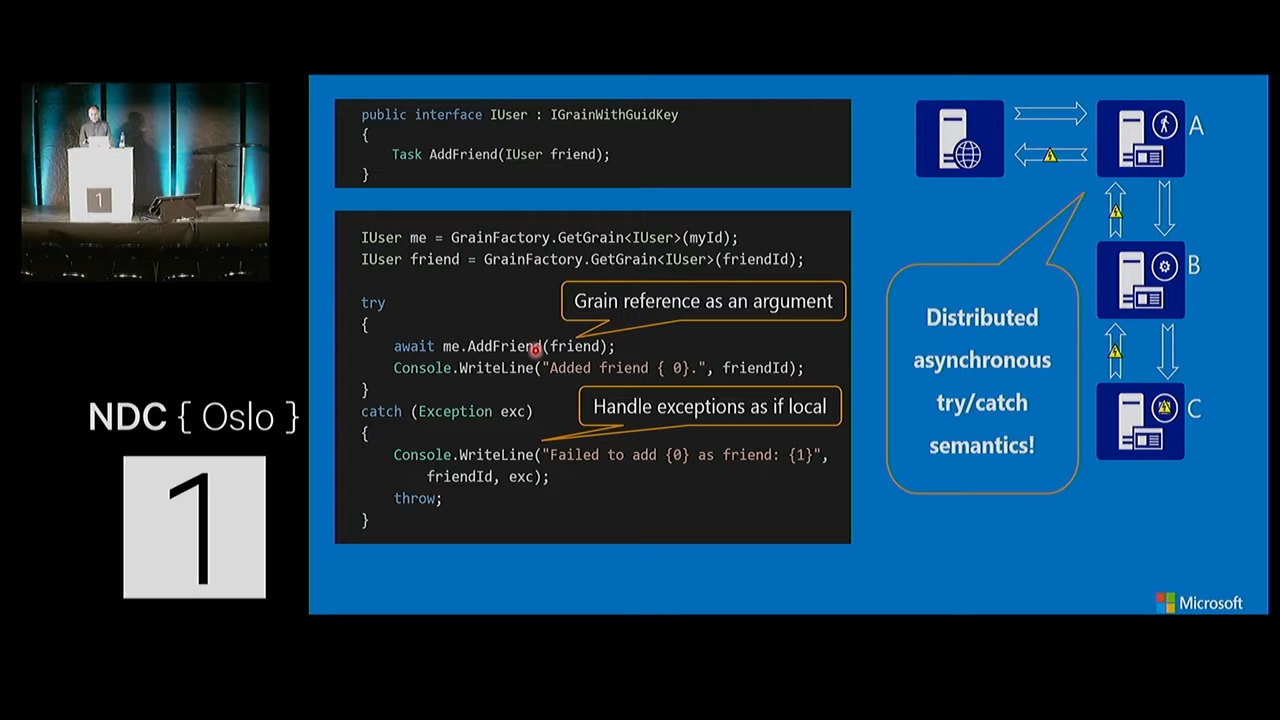 public interface IUser : IGrainWithGuidKey
{
Task AddFriend(IUser friend);
}
IUser me = GrainFactory.GetGrain<IUser>(myId);
IUser friend = GrainFactory.GetGrain<IUser>(friendId);
try
{
Grain reference as an argument
await me.AddFriend(friend);
Console.WriteLine("Added friend { 0}.", friendId);
}
catch (Exception exc)
Handle exceptions as if local
{
Console.WriteLine("Failed to add {0} as friend: {1}",
friendId, exc);
throw;
}
A
B
C
Distributed
asynchronous
try/catch
semantics!
Microsoft
NDC { Oslo }
1
1